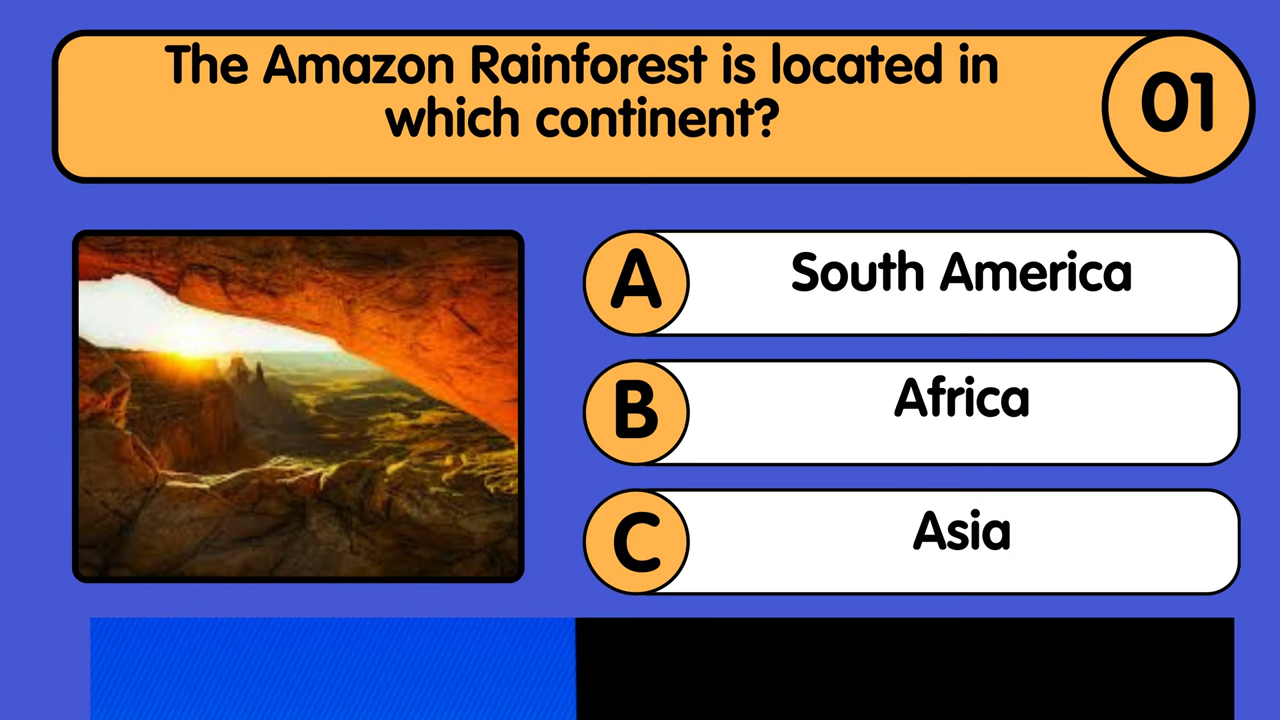 The Amazon Rainforest is located in
which continent?
01
A
South America
B
Africa
C
Asia